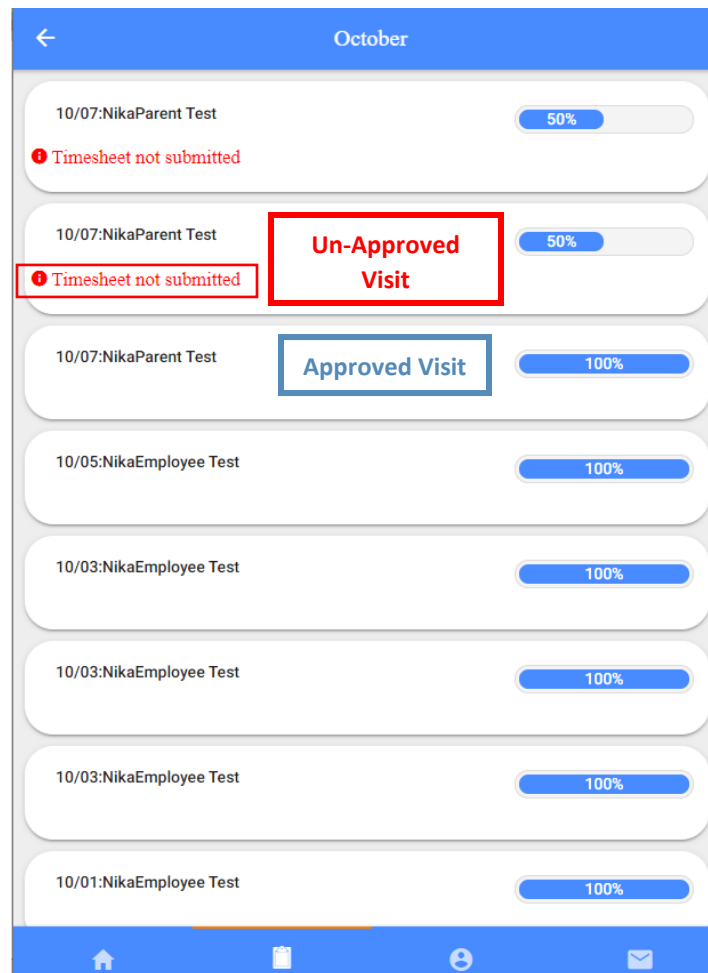 October
10/07:NikaParent Test
50%
Timesheet not submitted
10/07:NikaParent Test
50%
Un-Approved
Visit
Timesheet not submitted
10/07:NikaParent Test
Approved Visit
100%
10/05:NikaEmployee Test
100%
10/03:NikaEmployee Test
100%
10/03:NikaEmployee Test
100%
10/03:NikaEmployee Test
100%
10/01:NikaEmployee Test
100%